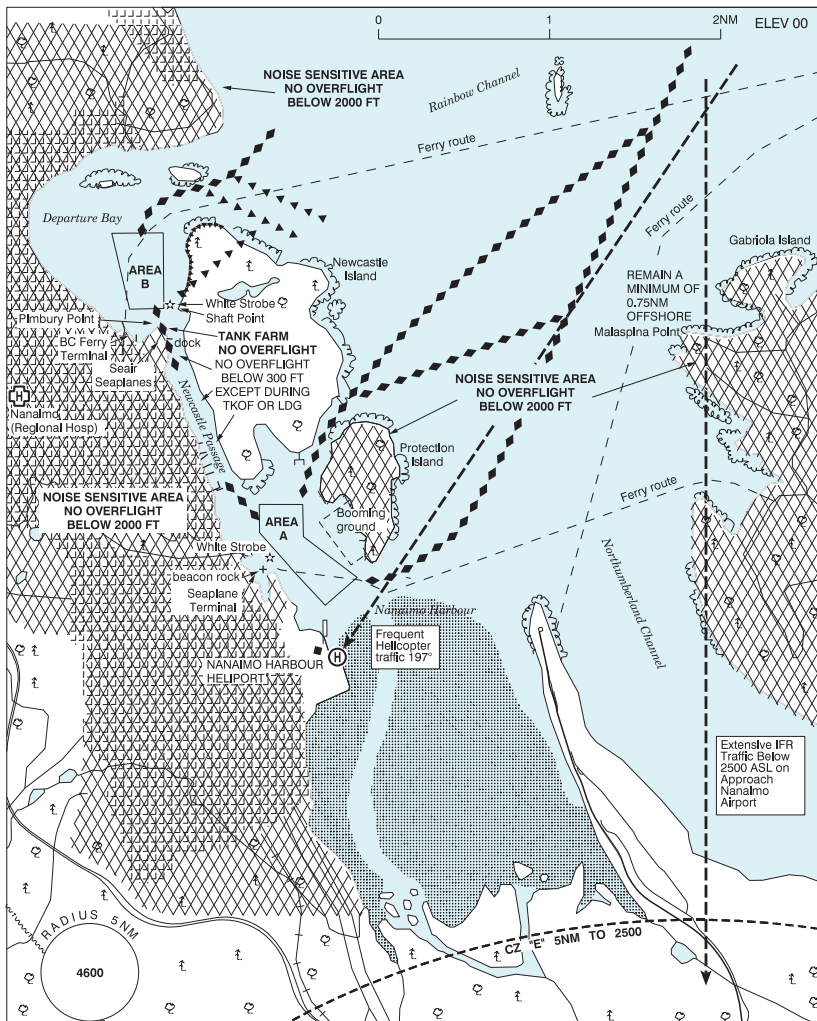 0
1
2NM
ELEV 00
NOISE SENSITIVE AREA
NO OVERFLIGHT
BELOW 2000 FT
Rainbow Channel
Ferry route
Departure Bay
Ferry route
Gabriola Island
AREA
B
Newcastle
Island
REMAIN A
MINIMUM OF
0.75NM
OFFSHORE
Malaspina Point
White Strobe
Shaft Point
Pimbury Point
TANK FARM
NO OVERFLIGHT
dock
BC Ferry
Terminal
NO OVERFLIGHT
BELOW 300 FT
EXCEPT DURING
TKOF OR LDG
Seair
Seaplanes
NOISE SENSITIVE AREA
NO OVERFLIGHT
BELOW 2000 FT
H
Nanaimo
(Regional Hosp)
Newcastle Passage
Protection
Island
Ferry route
NOISE SENSITIVE AREA
NO OVERFLIGHT
BELOW 2000 FT
AREA
A
Booming
ground
White Strobe
beacon rock
Seaplane
Terminal
Northumberland Channel
Nanaimo Harbour
Frequent
Helicopter
traffic 197°
NANAIMO HARBOUR
HELIPORT
H
Extensive IFR
Traffic Below
2500 ASL on
Approach
Nanaimo
Airport
RADIUS 5NM
4600
CZ "E" 5NM TO 2500